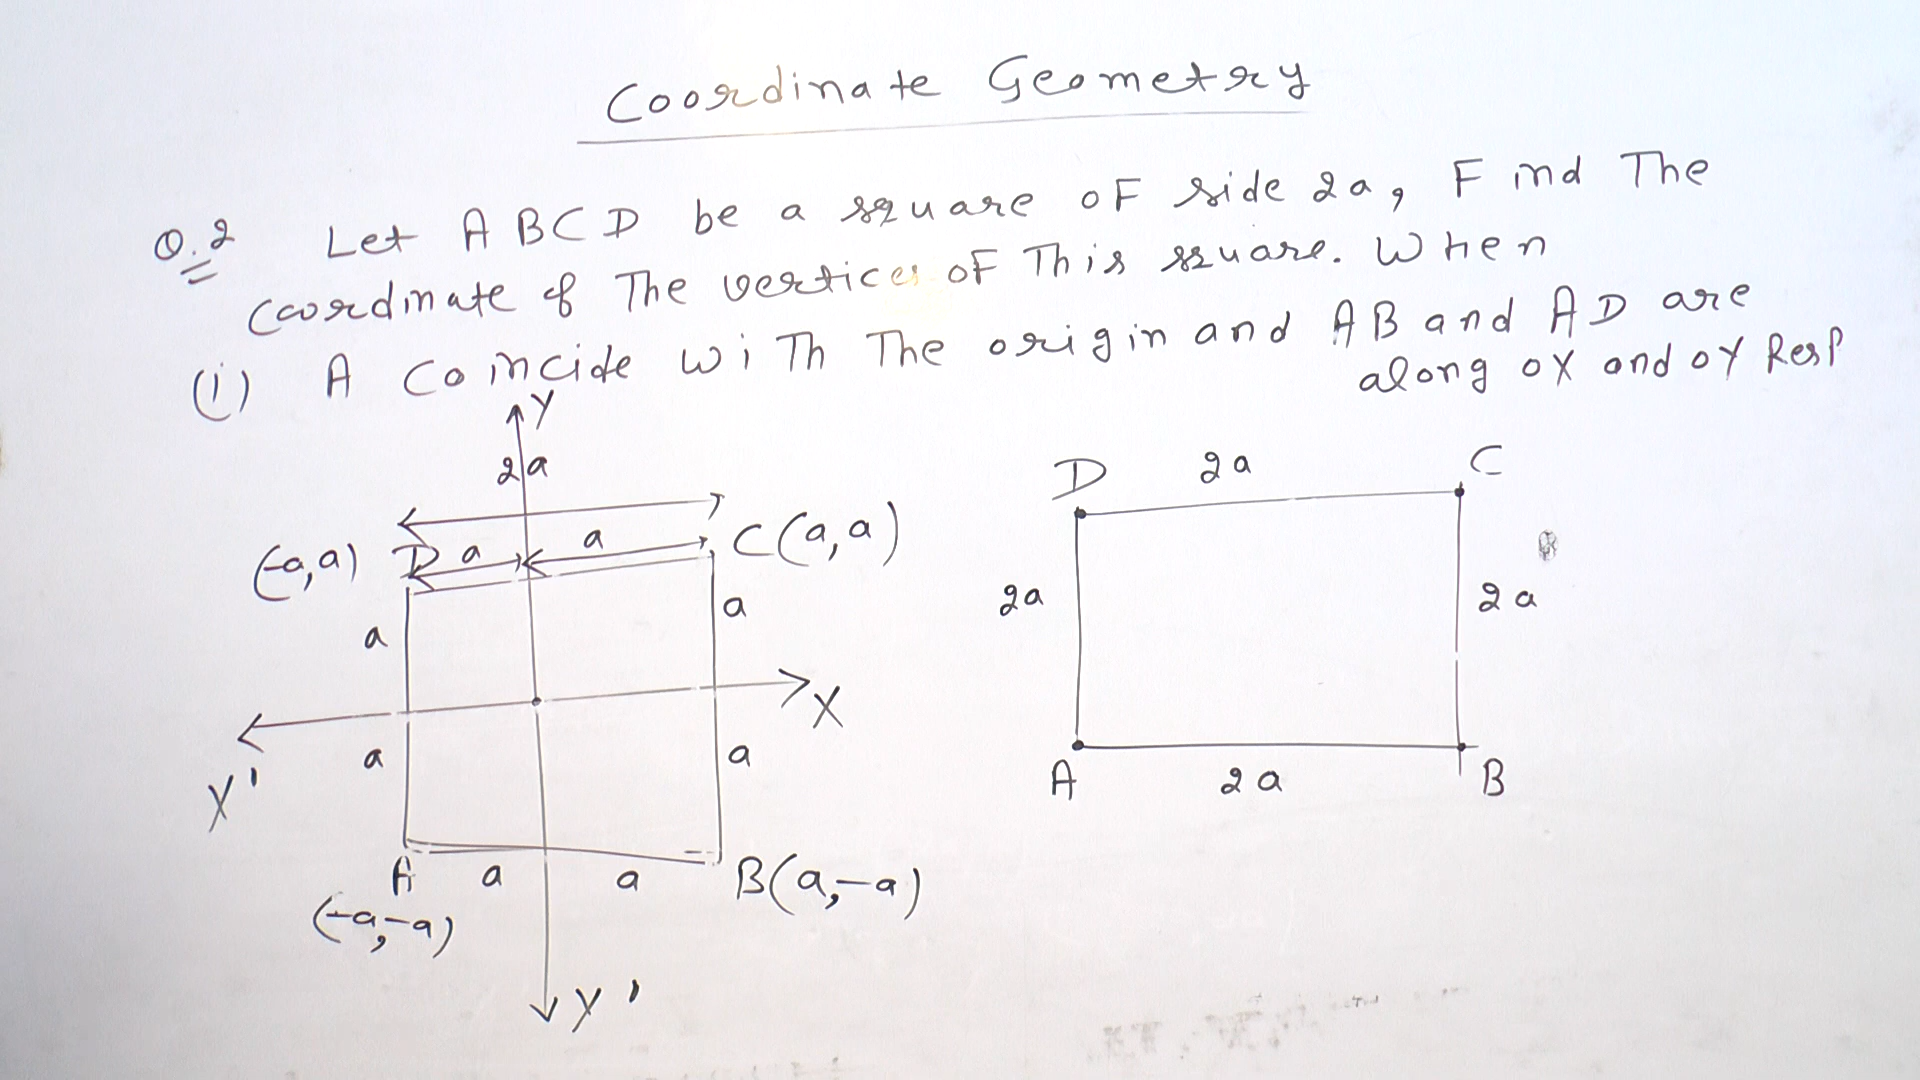 Coordinate Geometry
Q.2 Let ABCD be a square of side 2a, Find The
Coordinate of The vertices of This square. When
(i) A Coincide with The origin and AB and AD are
along OX and OY Resp
Y
2a
(-a,a) D a a C(a,a)
a a
X
X'
a a
A a a B(a,-a)
(-a,-a)
Y'
D 2a C
2a 2a
A 2a B